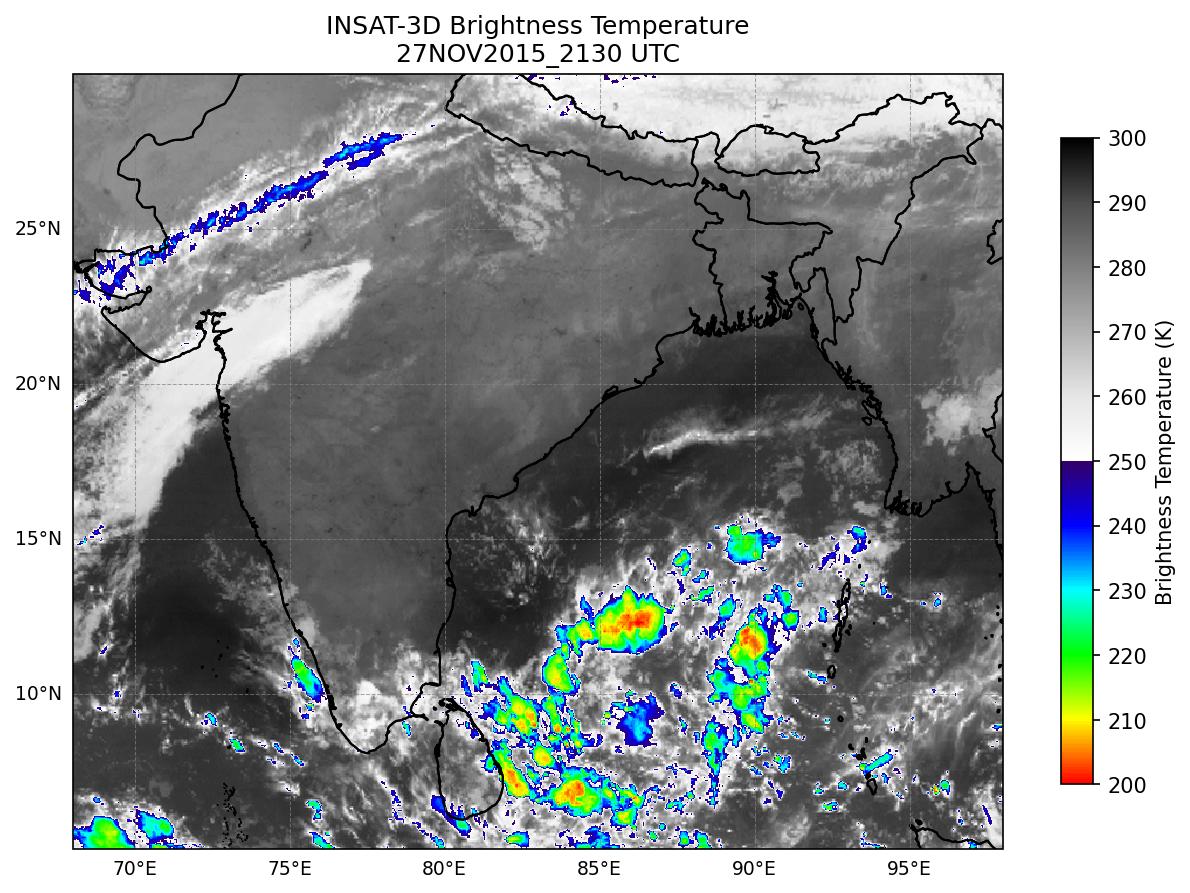 INSAT-3D Brightness Temperature
27NOV2015_2130 UTC
25°N
20°N
15°N
10°N
70°E
75°E
80°E
85°E
90°E
95°E
300
290
280
270
260
250
240
230
220
210
200
Brightness Temperature (K)